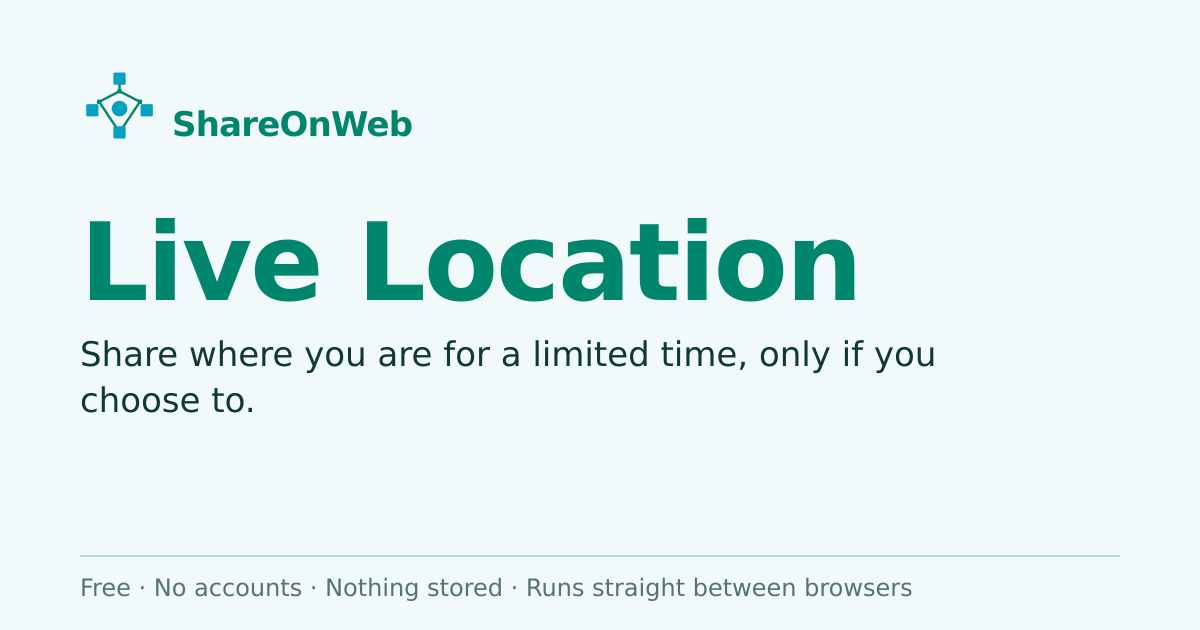 ShareOnWeb
Live Location
Share where you are for a limited time, only if you
choose to.
Free · No accounts · Nothing stored · Runs straight between browsers